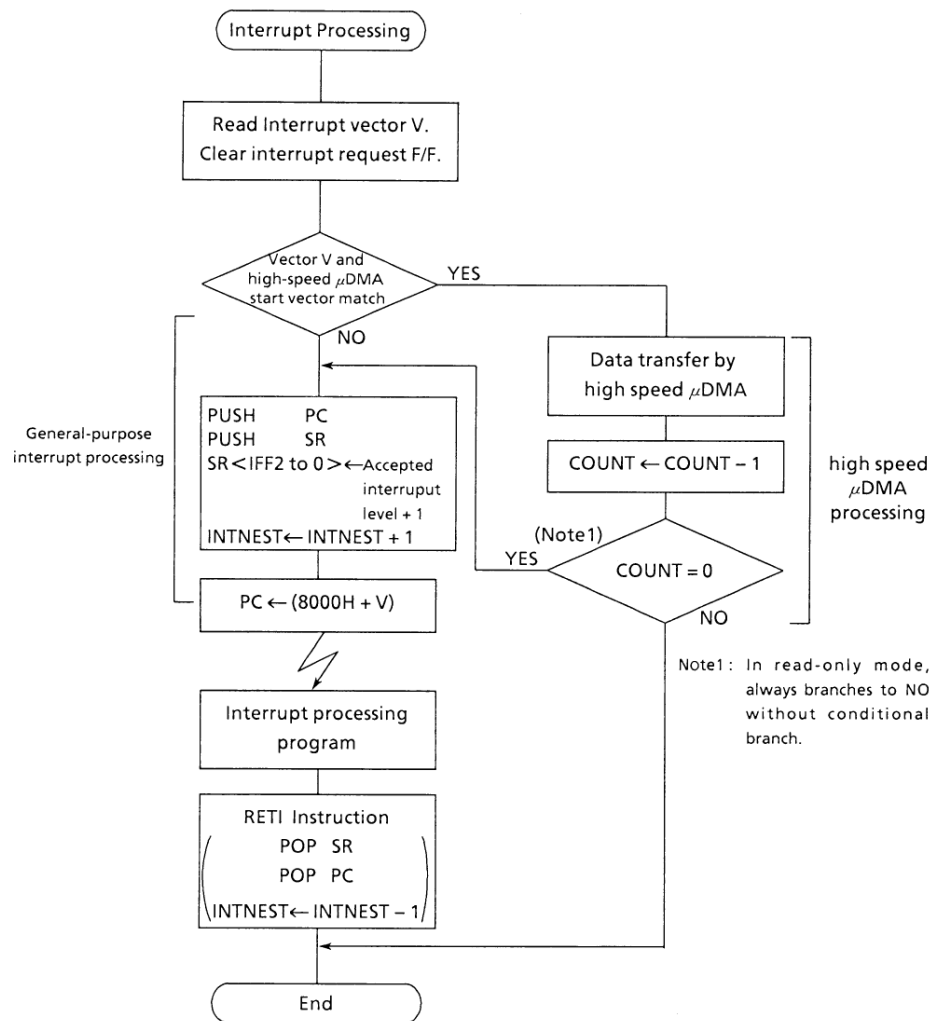 Interrupt Processing
Read Interrupt vector V.
Clear interrupt request F/F.
Vector V and
high-speed μDMA
start vector match
YES
NO
General-purpose
interrupt processing
PUSH PC
PUSH SR
SR<IFF2 to 0>←Accepted
interruput
level + 1
INTNEST← INTNEST + 1
PC ← (8000H + V)
Interrupt processing
program
RETI Instruction
POP SR
POP PC
INTNEST← INTNEST – 1
End
Data transfer by
high speed μDMA
COUNT ← COUNT – 1
(Note1)
YES
COUNT = 0
NO
high speed
μDMA
processing
Note1 : In read-only mode,
always branches to NO
without conditional
branch.